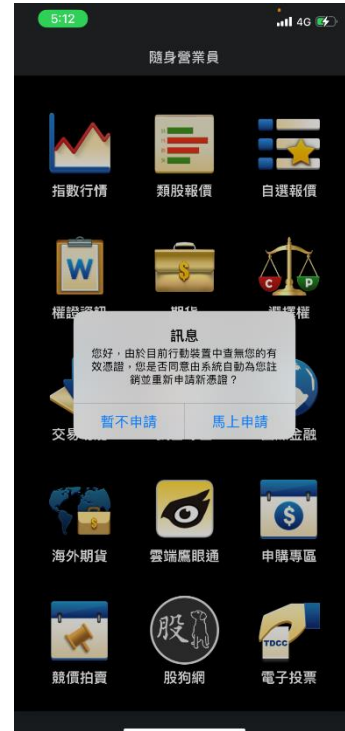 5:12
4G
隨身營業員
指數行情
類股報價
自選報價
W
$
C P
訊息
您好，由於目前行動裝置中查無您的有
效憑證，您是否同意由系統自動為您註
銷並重新申請新憑證？
暫不申請
馬上申請
海外期貨
雲端鷹眼通
申購專區
股
TDCC
競價拍賣
股狗網
電子投票